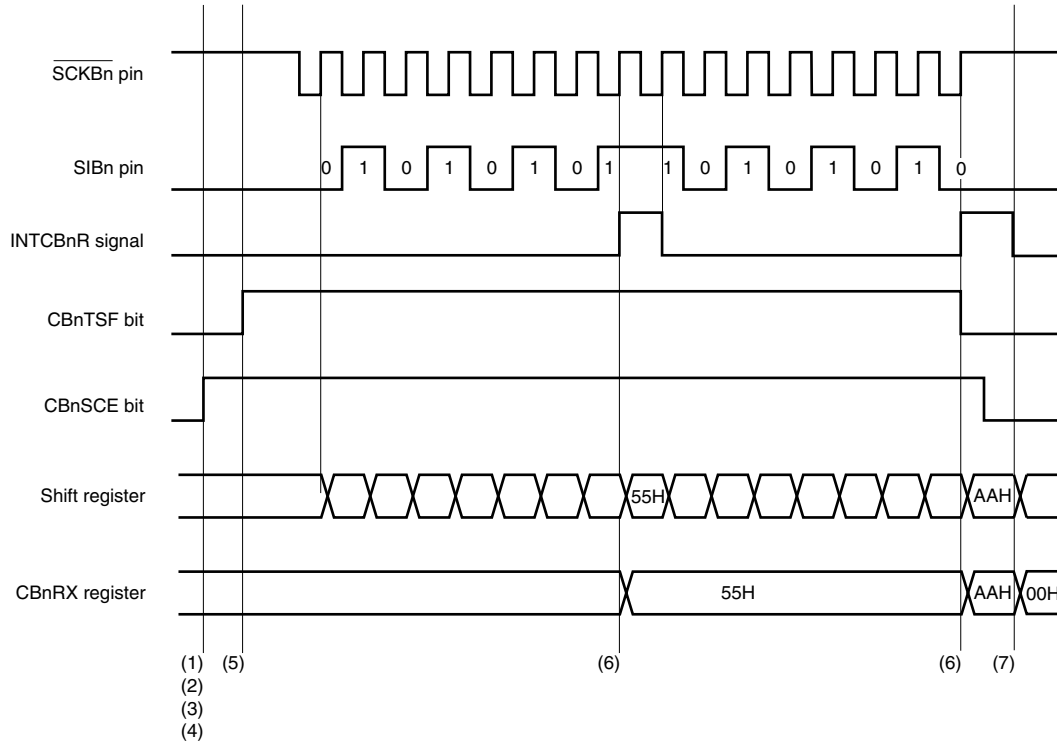 SCKBn pin
SIBn pin
0 1 0 1 0 1 0 1 1 0 1 0 1 0 1 0
INTCBnR signal
CBnTSF bit
CBnSCE bit
Shift register
55H AAH
CBnRX register
55H AAH 00H
(1) (5) (6) (6) (7)
(2)
(3)
(4)